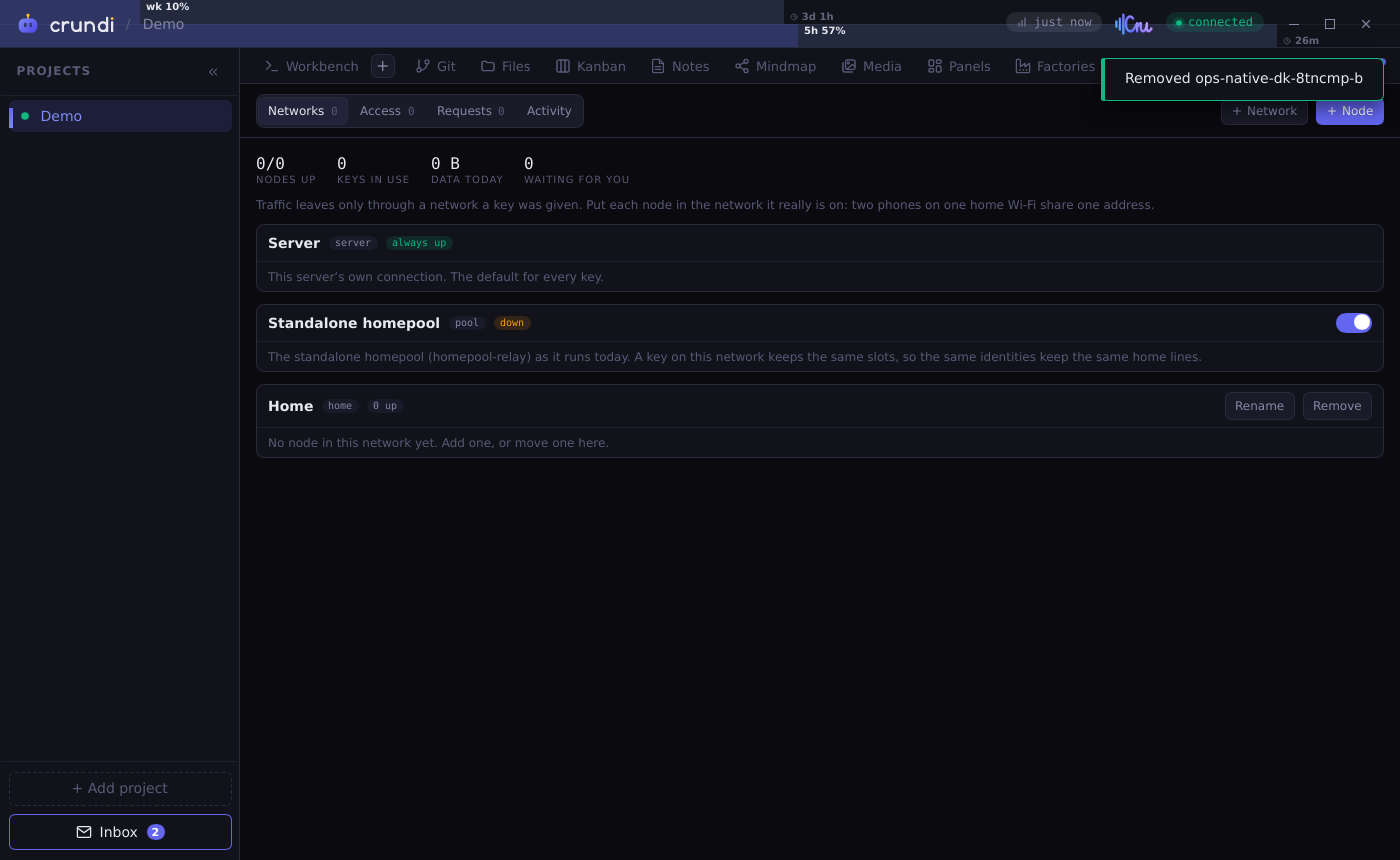 wk 10%
crundi / Demo
3d 1h
5h 57%
just now
Cru
connected
26m
PROJECTS «
Demo
Workbench + Git Files Kanban Notes Mindmap Media Panels Factories
Removed ops-native-dk-8tncmp-b
Networks 0 Access 0 Requests 0 Activity
+ Network + Node
0/0 0 0 B 0
NODES UP KEYS IN USE DATA TODAY WAITING FOR YOU
Traffic leaves only through a network a key was given. Put each node in the network it really is on: two phones on one home Wi-Fi share one address.
Server server always up
This server’s own connection. The default for every key.
Standalone homepool pool down
The standalone homepool (homepool-relay) as it runs today. A key on this network keeps the same slots, so the same identities keep the same home lines.
Home home 0 up Rename Remove
No node in this network yet. Add one, or move one here.
+ Add project
Inbox 2